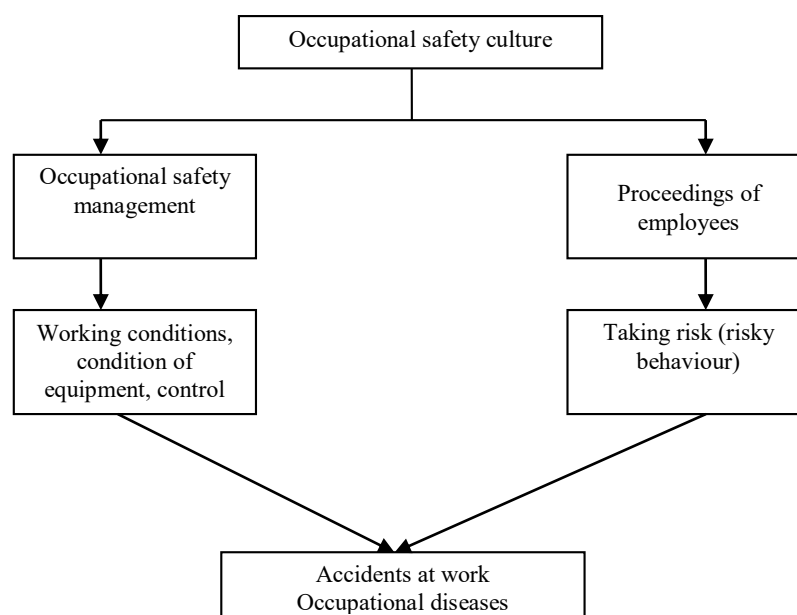 Occupational safety culture
Occupational safety
management
Proceedings of
employees
Working conditions,
condition of
equipment, control
Taking risk (risky
behaviour)
Accidents at work
Occupational diseases